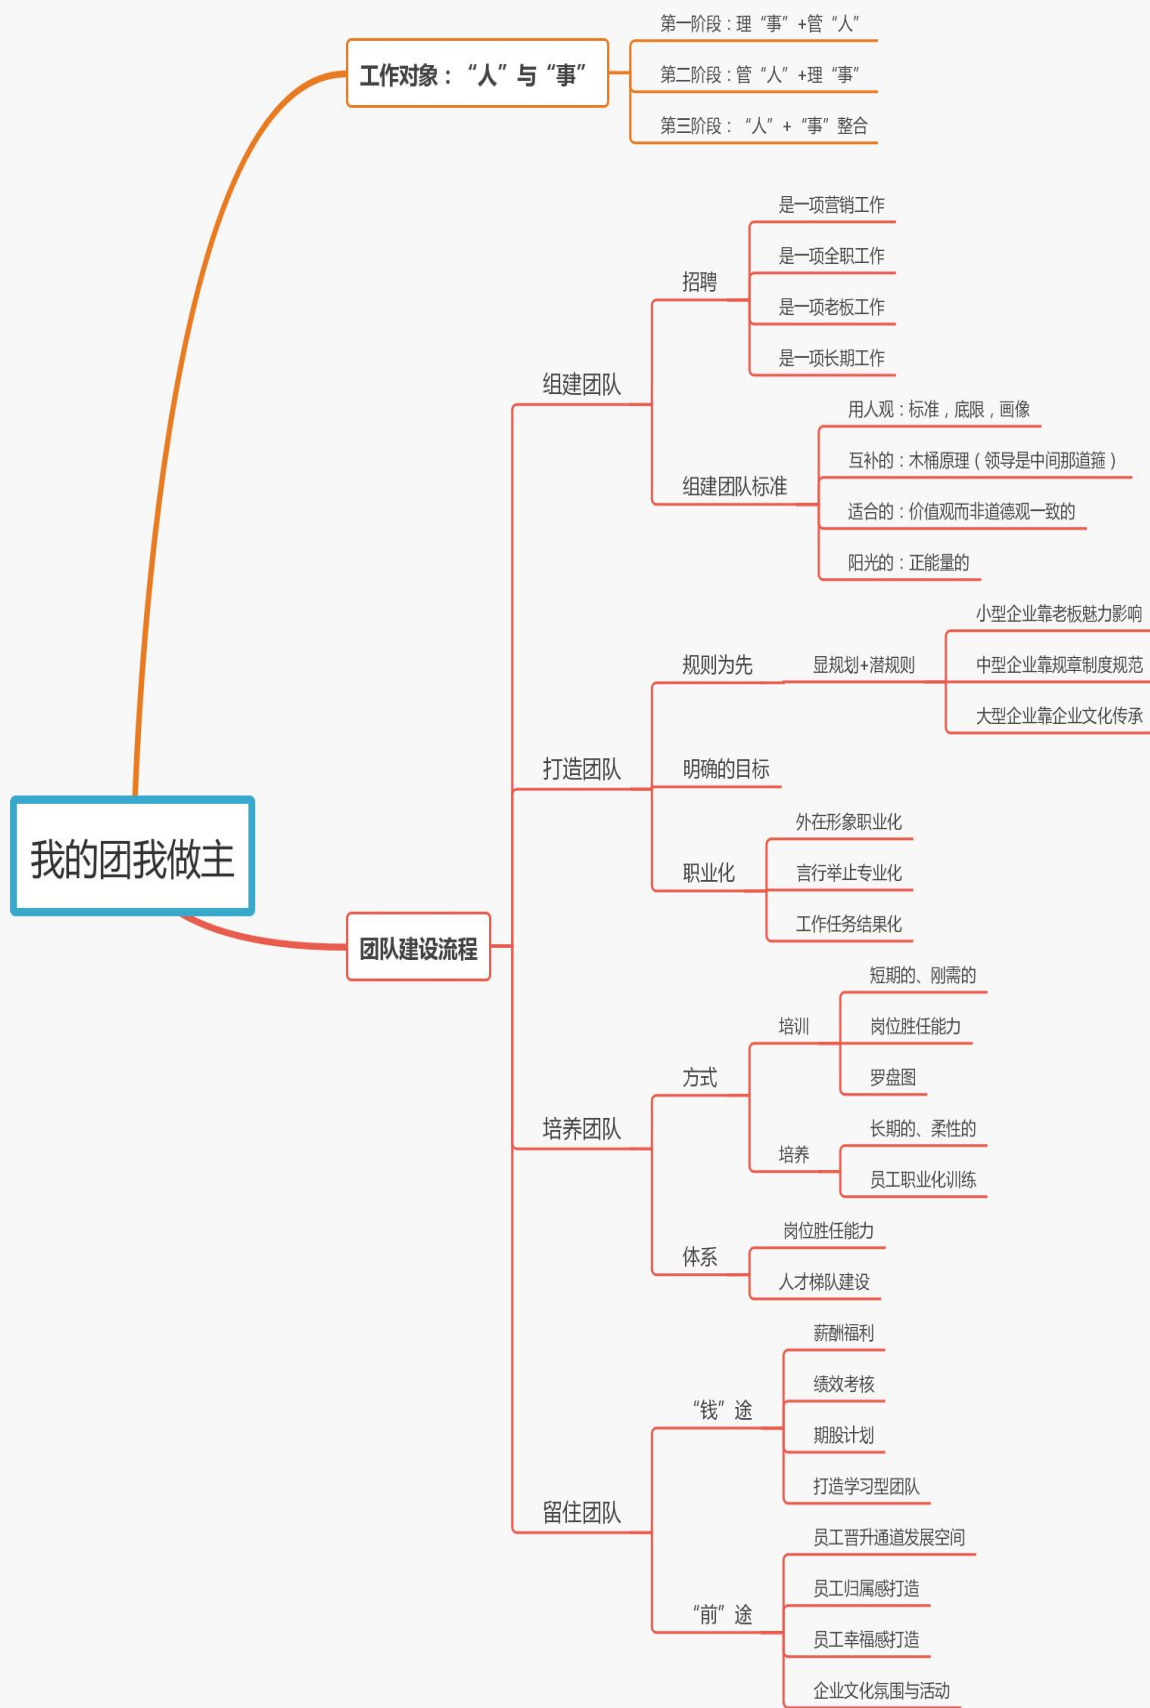 我的团我做主
工作对象：“人”与“事”
第一阶段：理“事”+管“人”
第二阶段：管“人”+理“事”
第三阶段：“人”+“事”整合
团队建设流程
组建团队
招聘
是一项营销工作
是一项全职工作
是一项老板工作
是一项长期工作
组建团队标准
用人观：标准，底限，画像
互补的：木桶原理（领导是中间那道箍）
适合的：价值观而非道德观一致的
阳光的：正能量的
打造团队
规则为先
显规划+潜规则
小型企业靠老板魅力影响
中型企业靠规章制度规范
大型企业靠企业文化传承
明确的目标
职业化
外在形象职业化
言行举止专业化
工作任务结果化
培养团队
方式
培训
短期的、刚需的
岗位胜任能力
罗盘图
培养
长期的、柔性的
员工职业化训练
体系
岗位胜任能力
人才梯队建设
留住团队
“钱”途
薪酬福利
绩效考核
期股计划
打造学习型团队
“前”途
员工晋升通道发展空间
员工归属感打造
员工幸福感打造
企业文化氛围与活动